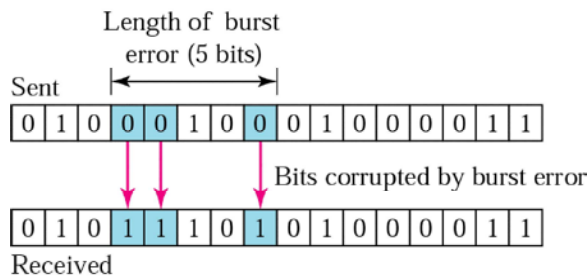 Length of burst
error (5 bits)
Sent
0 1 0 0 0 1 0 0 0 1 0 0 0 0 1 1
Bits corrupted by burst error
0 1 0 1 1 1 0 1 0 1 0 0 0 0 1 1
Received